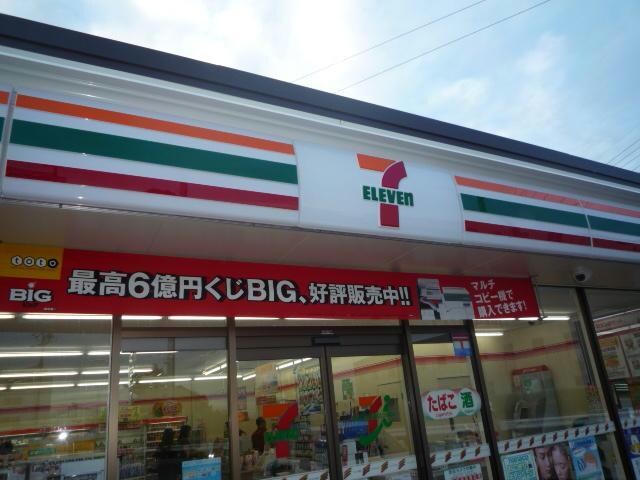 ELEVEn
toto
BIG
最高6億円くじBIG、好評販売中!!
マルチ
コピー機で
購入できます!
たばこ 酒